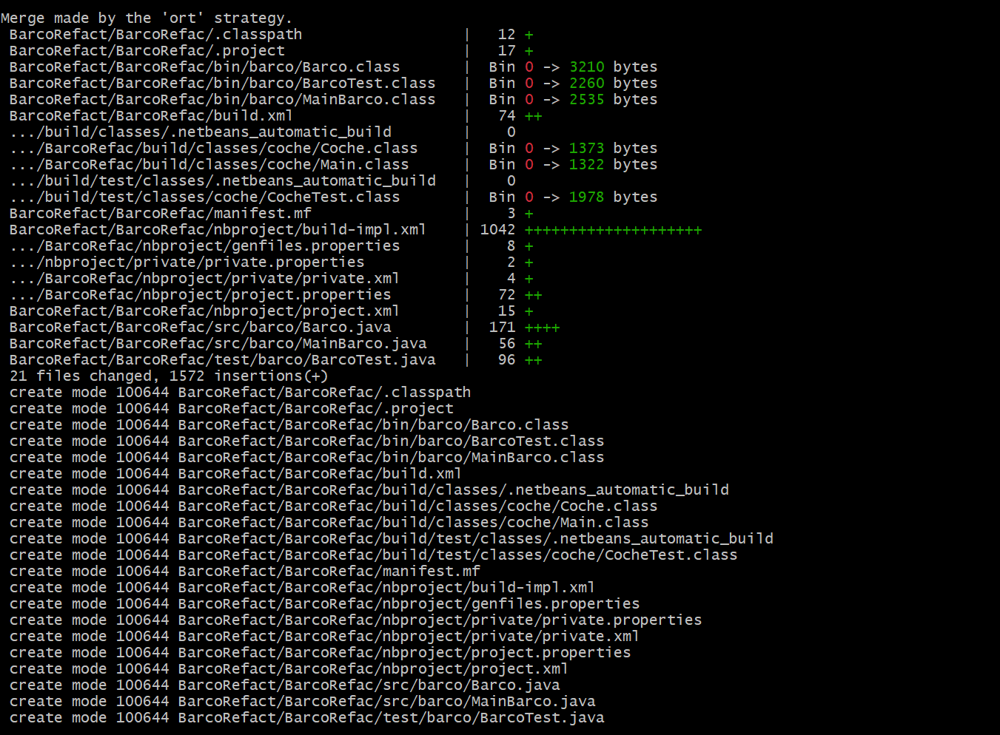 Merge made by the 'ort' strategy.
 BarcoRefact/BarcoRefac/.classpath                  |   12 +
 BarcoRefact/BarcoRefac/.project                    |   17 +
 BarcoRefact/BarcoRefac/bin/barco/Barco.class       |  Bin 0 -> 3210 bytes
 BarcoRefact/BarcoRefac/bin/barco/BarcoTest.class   |  Bin 0 -> 2260 bytes
 BarcoRefact/BarcoRefac/bin/barco/MainBarco.class   |  Bin 0 -> 2535 bytes
 BarcoRefact/BarcoRefac/build.xml                   |   74 ++
 .../build/classes/.netbeans_automatic_build        |    0
 .../BarcoRefac/build/classes/coche/Coche.class     |  Bin 0 -> 1373 bytes
 .../BarcoRefac/build/classes/coche/Main.class      |  Bin 0 -> 1322 bytes
 .../build/test/classes/.netbeans_automatic_build   |    0
 .../build/test/classes/coche/CocheTest.class       |  Bin 0 -> 1978 bytes
 BarcoRefact/BarcoRefac/manifest.mf                 |    3 +
 BarcoRefact/BarcoRefac/nbproject/build-impl.xml    | 1042 ++++++++++++++++++++
 .../BarcoRefac/nbproject/genfiles.properties       |    8 +
 .../nbproject/private/private.properties           |    2 +
 .../BarcoRefac/nbproject/private/private.xml       |    4 +
 .../BarcoRefac/nbproject/project.properties        |   72 ++
 BarcoRefact/BarcoRefac/nbproject/project.xml       |   15 +
 BarcoRefact/BarcoRefac/src/barco/Barco.java        |  171 ++++
 BarcoRefact/BarcoRefac/src/barco/MainBarco.java    |   56 ++
 BarcoRefact/BarcoRefac/test/barco/BarcoTest.java   |   96 ++
 21 files changed, 1572 insertions(+)
 create mode 100644 BarcoRefact/BarcoRefac/.classpath
 create mode 100644 BarcoRefact/BarcoRefac/.project
 create mode 100644 BarcoRefact/BarcoRefac/bin/barco/Barco.class
 create mode 100644 BarcoRefact/BarcoRefac/bin/barco/BarcoTest.class
 create mode 100644 BarcoRefact/BarcoRefac/bin/barco/MainBarco.class
 create mode 100644 BarcoRefact/BarcoRefac/build.xml
 create mode 100644 BarcoRefact/BarcoRefac/build/classes/.netbeans_automatic_build
 create mode 100644 BarcoRefact/BarcoRefac/build/classes/coche/Coche.class
 create mode 100644 BarcoRefact/BarcoRefac/build/classes/coche/Main.class
 create mode 100644 BarcoRefact/BarcoRefac/build/test/classes/.netbeans_automatic_build
 create mode 100644 BarcoRefact/BarcoRefac/build/test/classes/coche/CocheTest.class
 create mode 100644 BarcoRefact/BarcoRefac/manifest.mf
 create mode 100644 BarcoRefact/BarcoRefac/nbproject/build-impl.xml
 create mode 100644 BarcoRefact/BarcoRefac/nbproject/genfiles.properties
 create mode 100644 BarcoRefact/BarcoRefac/nbproject/private/private.properties
 create mode 100644 BarcoRefact/BarcoRefac/nbproject/private/private.xml
 create mode 100644 BarcoRefact/BarcoRefac/nbproject/project.properties
 create mode 100644 BarcoRefact/BarcoRefac/nbproject/project.xml
 create mode 100644 BarcoRefact/BarcoRefac/src/barco/Barco.java
 create mode 100644 BarcoRefact/BarcoRefac/src/barco/MainBarco.java
 create mode 100644 BarcoRefact/BarcoRefac/test/barco/BarcoTest.java